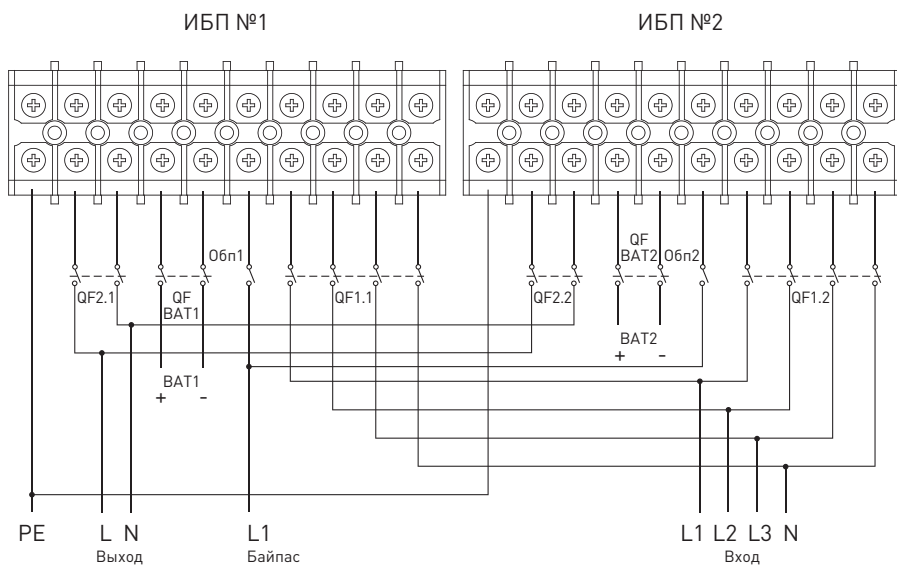 ИБП №1
ИБП №2
Обп1
QF
BAT2
Обп2
QF2.1
QF
BAT1
QF1.1
QF2.2
QF1.2
BAT2
+ -
BAT1
+ -
PE
L N
L1
L1 L2 L3 N
Выход
Байпас
Вход